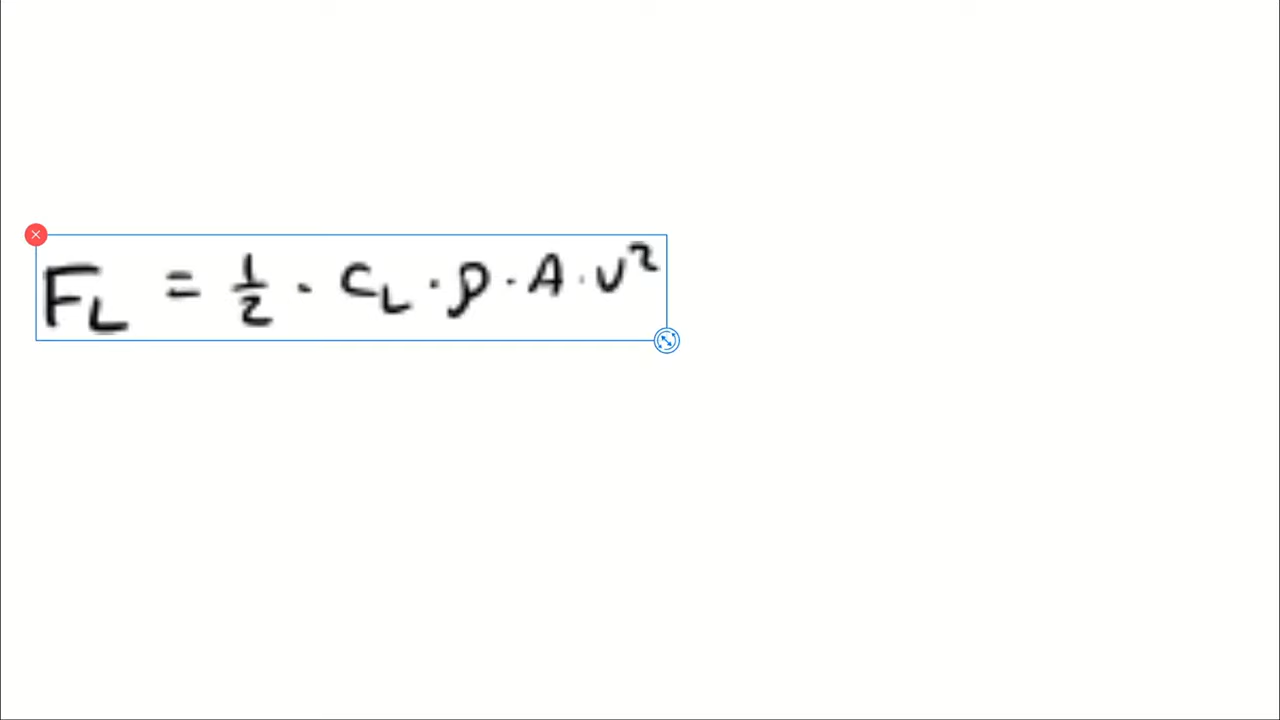 F_L = 1/2 · C_L · ρ · A · v²